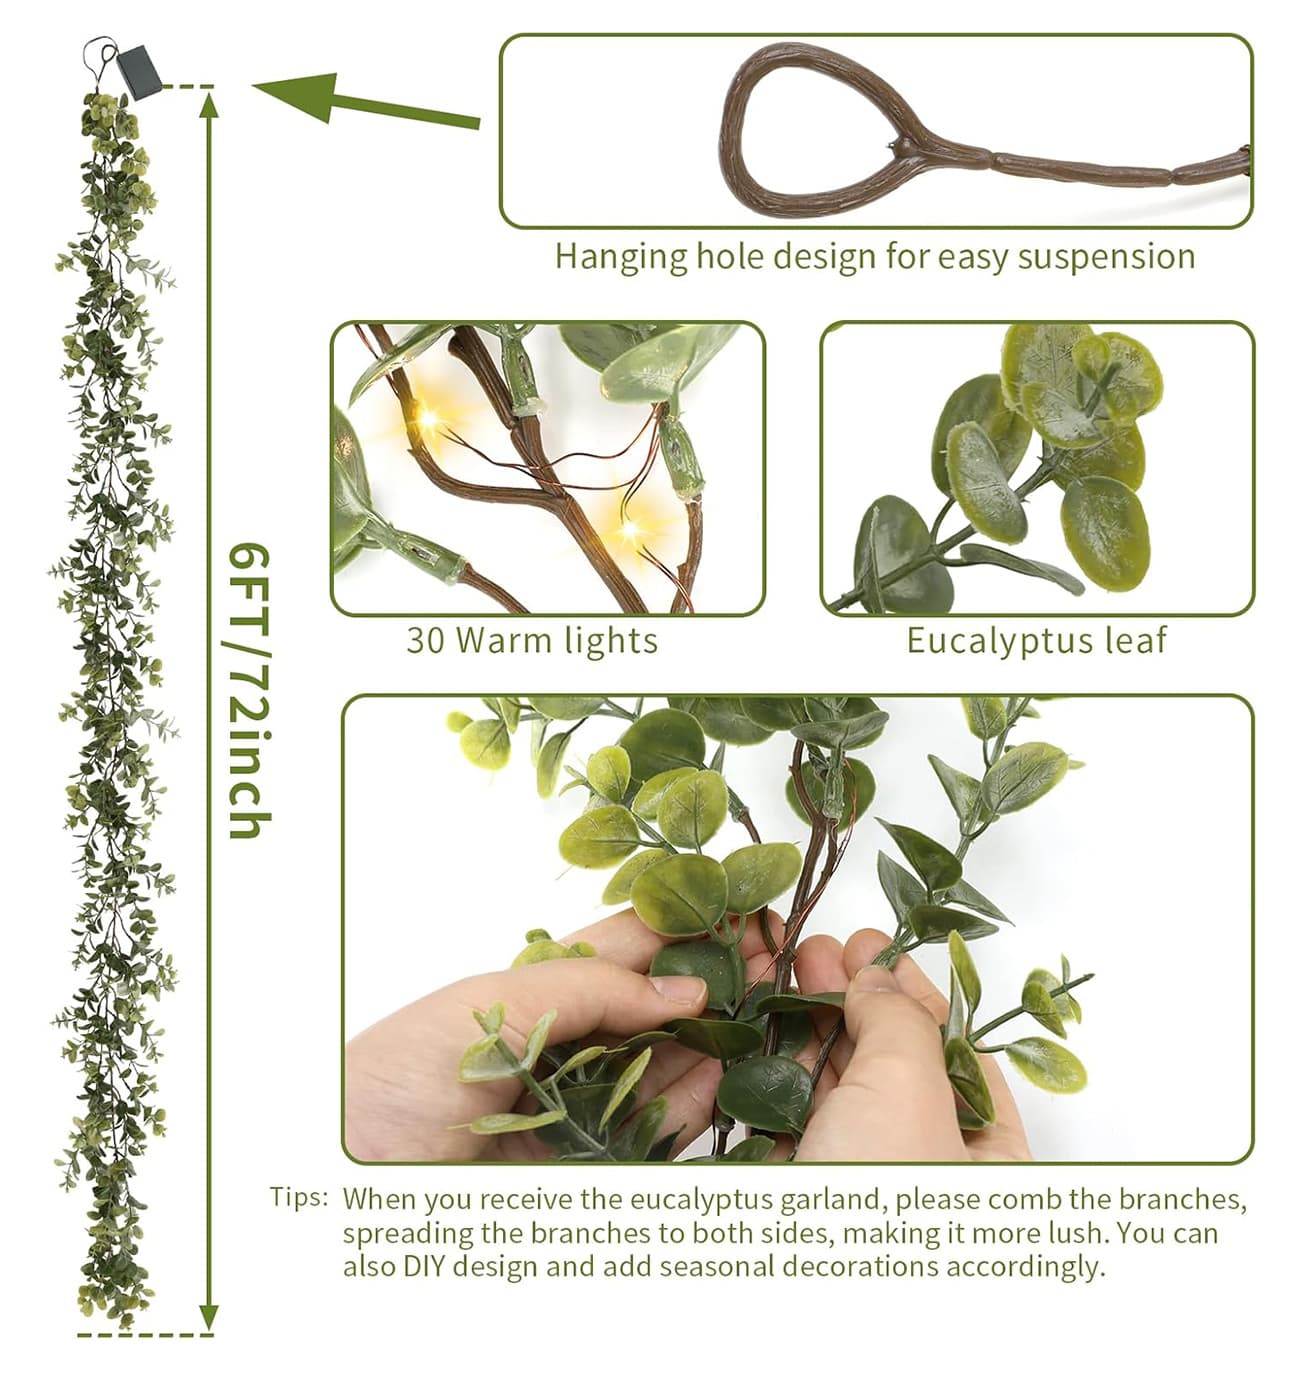 Hanging hole design for easy suspension
30 Warm lights
Eucalyptus leaf
6FT/72inch
Tips: When you receive the eucalyptus garland, please comb the branches,
spreading the branches to both sides, making it more lush. You can
also DIY design and add seasonal decorations accordingly.